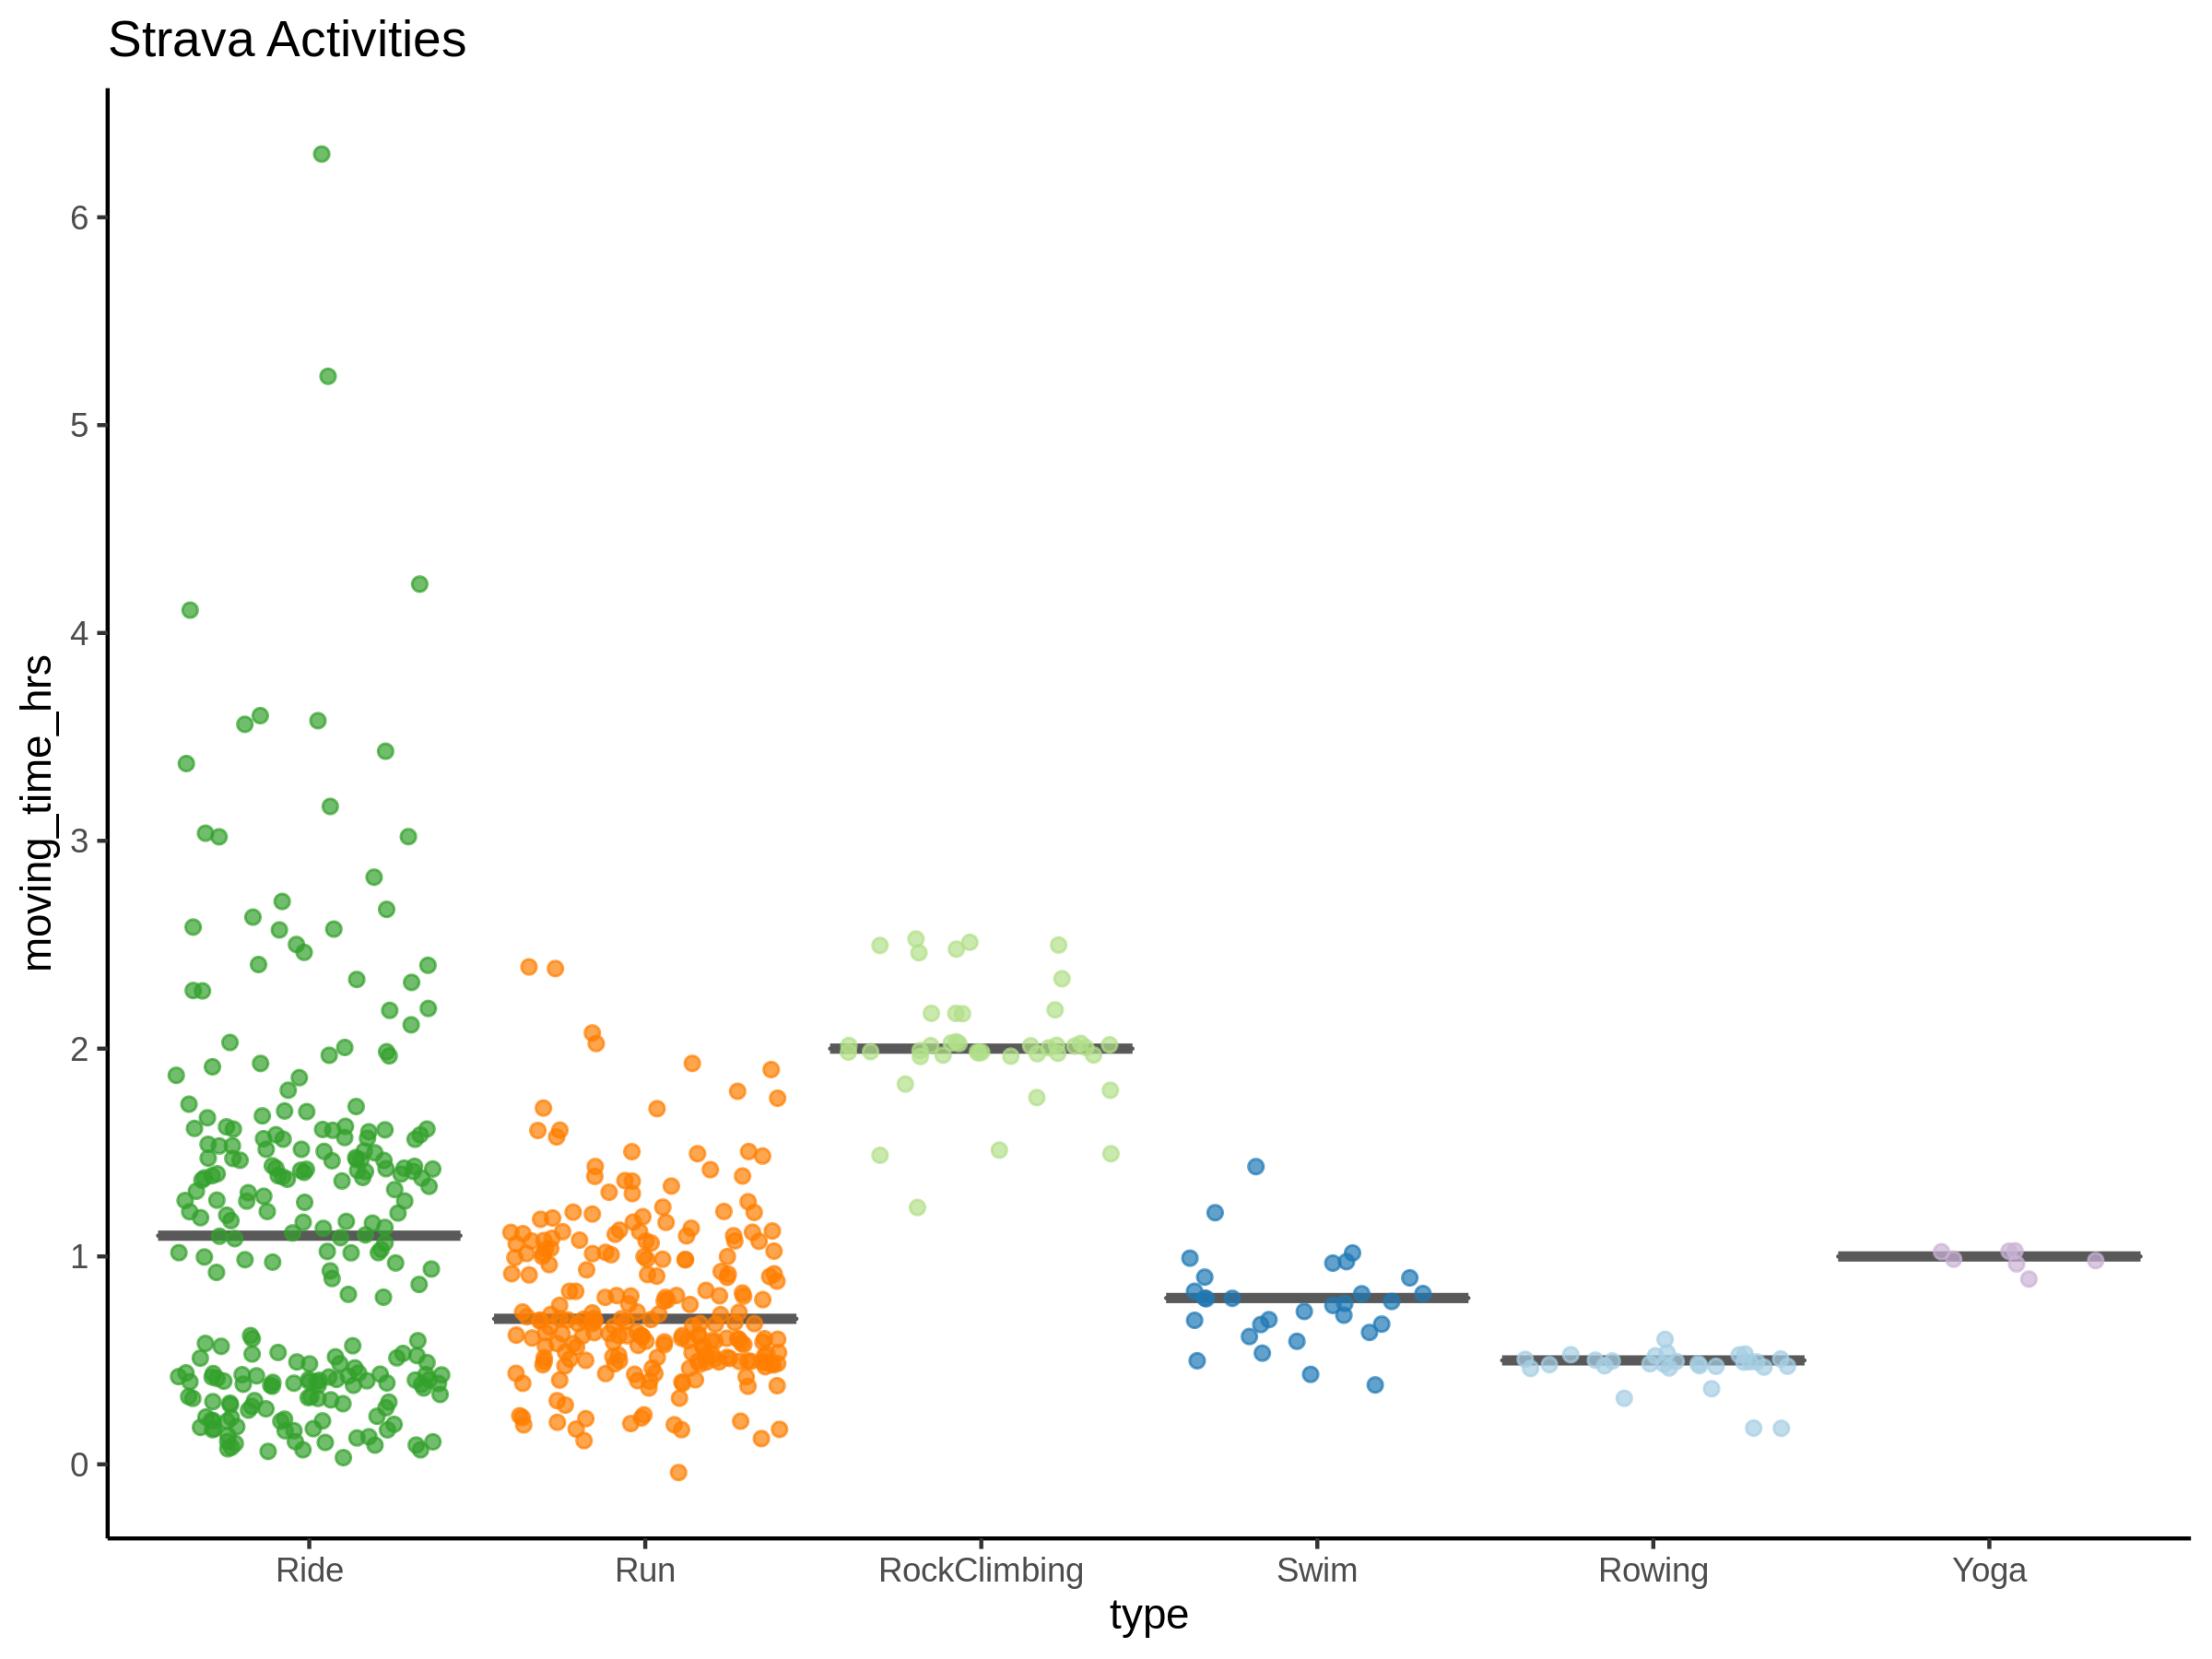 Strava Activities
6
5
4
3
2
1
0
moving_time_hrs
Ride
Run
RockClimbing
Swim
Rowing
Yoga
type